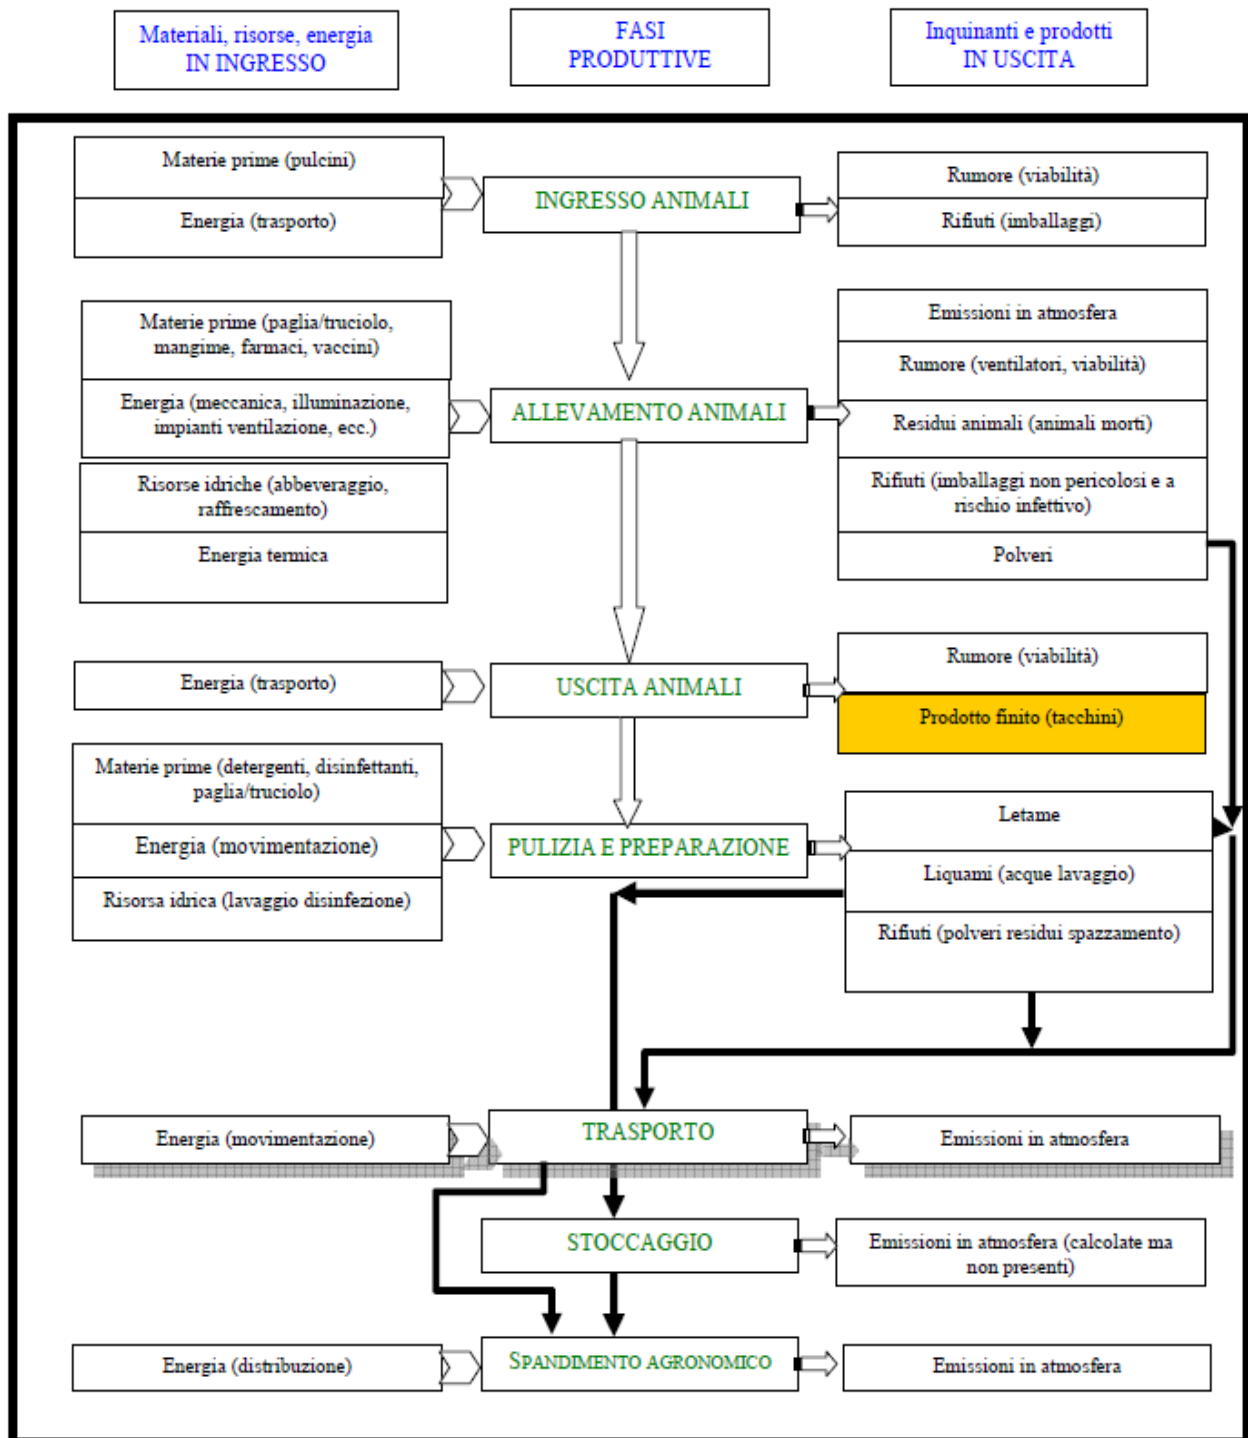 Materiali, risorse, energia
IN INGRESSO
FASI
PRODUTTIVE
Inquinanti e prodotti
IN USCITA
Materie prime (pulcini)
Energia (trasporto)
INGRESSO ANIMALI
Rumore (viabilità)
Rifiuti (imballaggi)
Materie prime (paglia/truciolo,
mangime, farmaci, vaccini)
Energia (meccanica, illuminazione,
impianti ventilazione, ecc.)
Risorse idriche (abbeveraggio,
raffrescamento)
Energia termica
ALLEVAMENTO ANIMALI
Emissioni in atmosfera
Rumore (ventilatori, viabilità)
Residui animali (animali morti)
Rifiuti (imballaggi non pericolosi e a
rischio infettivo)
Polveri
Energia (trasporto)
USCITA ANIMALI
Rumore (viabilità)
Prodotto finito (tacchini)
Materie prime (detergenti, disinfettanti,
paglia/truciolo)
Energia (movimentazione)
Risorsa idrica (lavaggio disinfezione)
PULIZIA E PREPARAZIONE
Letame
Liquami (acque lavaggio)
Rifiuti (polveri residui spazzamento)
Energia (movimentazione)
TRASPORTO
Emissioni in atmosfera
STOCCAGGIO
Emissioni in atmosfera (calcolate ma
non presenti)
Energia (distribuzione)
SPANDIMENTO AGRONOMICO
Emissioni in atmosfera